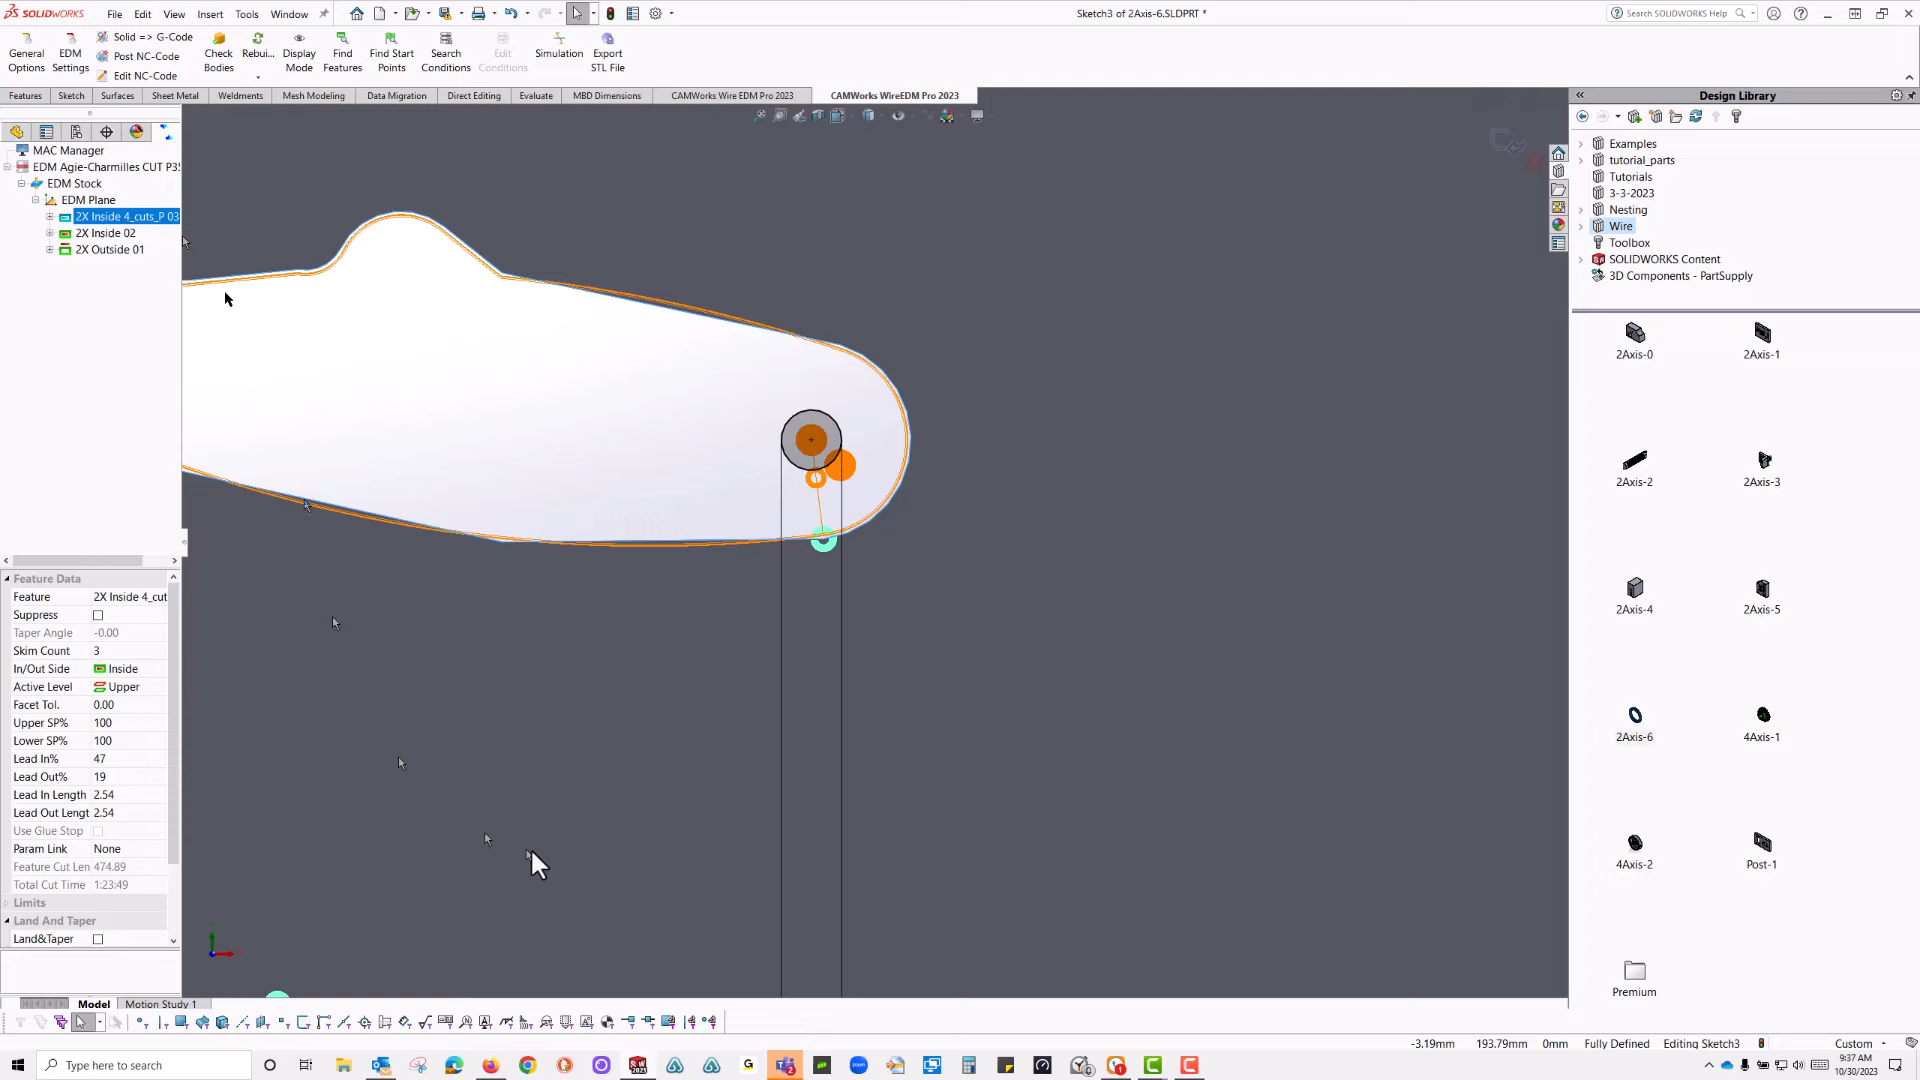 SOLIDWORKS File Edit View Insert Tools Window Sketch3 of 2Axis-6.SLDPRT * Search SOLIDWORKS Help
General Options EDM Settings Solid => G-Code Post NC-Code Edit NC-Code Check Bodies Rebui... Display Mode Find Features Find Start Points Search Conditions Edit Conditions Simulation Export STL File
Features Sketch Surfaces Sheet Metal Weldments Mesh Modeling Data Migration Direct Editing Evaluate MBD Dimensions CAMWorks Wire EDM Pro 2023 CAMWorks WireEDM Pro 2023
MAC Manager
EDM Agie-Charmilles CUT P35
EDM Stock
EDM Plane
2X Inside 4_cuts_P 03
2X Inside 02
2X Outside 01
Feature Data
Feature 2X Inside 4_cut
Suppress
Taper Angle -0.00
Skim Count 3
In/Out Side Inside
Active Level Upper
Facet Tol. 0.00
Upper SP% 100
Lower SP% 100
Lead In% 47
Lead Out% 19
Lead In Length 2.54
Lead Out Lengt 2.54
Use Glue Stop
Param Link None
Feature Cut Len 474.89
Total Cut Time 1:23:49
Limits
Land And Taper
Land&Taper
Model Motion Study 1
Design Library
Examples
tutorial_parts
Tutorials
3-3-2023
Nesting
Wire
Toolbox
SOLIDWORKS Content
3D Components - PartSupply
2Axis-0 2Axis-1
2Axis-2 2Axis-3
2Axis-4 2Axis-5
2Axis-6 4Axis-1
4Axis-2 Post-1
Premium
-3.19mm 193.79mm 0mm Fully Defined Editing Sketch3 Custom
Type here to search
9:37 AM
10/30/2023